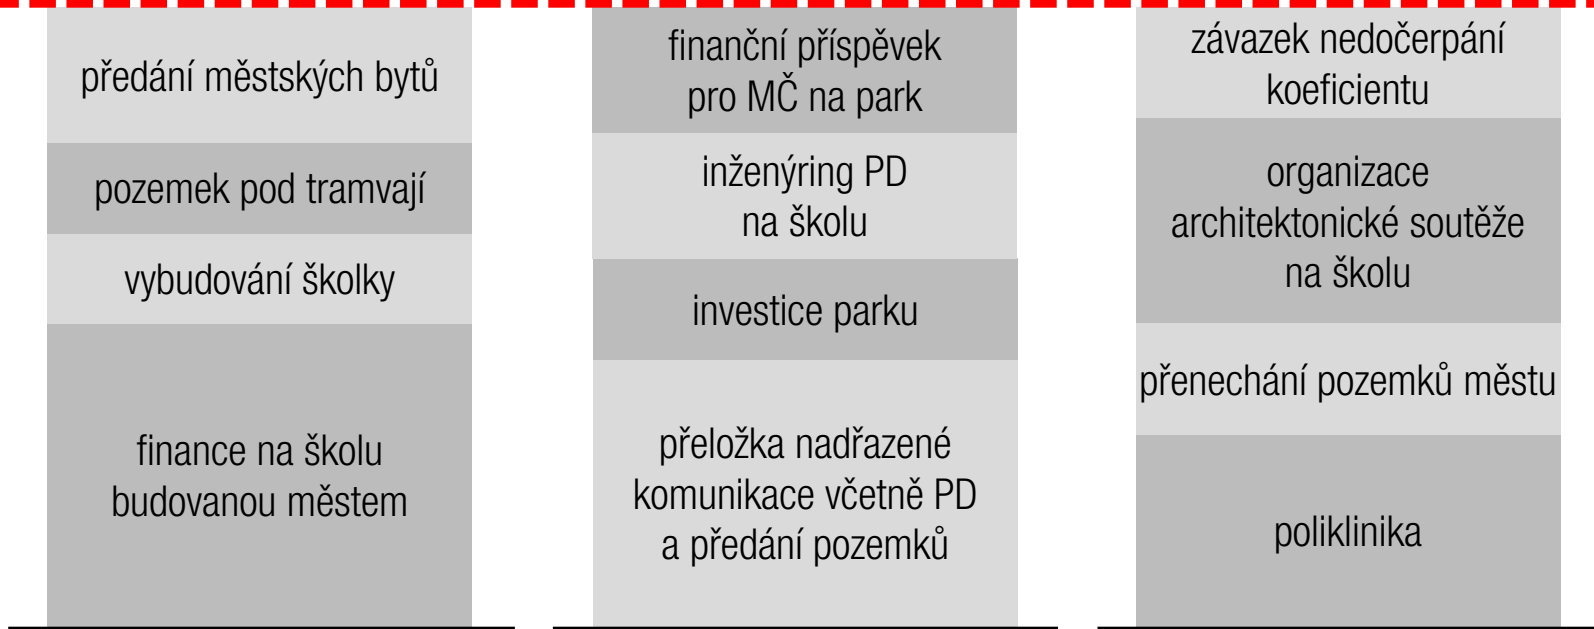 předání městských bytů
pozemek pod tramvají
vybudování školky
finance na školu
budovanou městem
finanční příspěvek
pro MČ na park
inženýring PD
na školu
investice parku
přeložka nadřazené
komunikace včetně PD
a předání pozemků
závazek nedočerpání
koeficientu
organizace
architektonické soutěže
na školu
přenechání pozemků městu
poliklinika